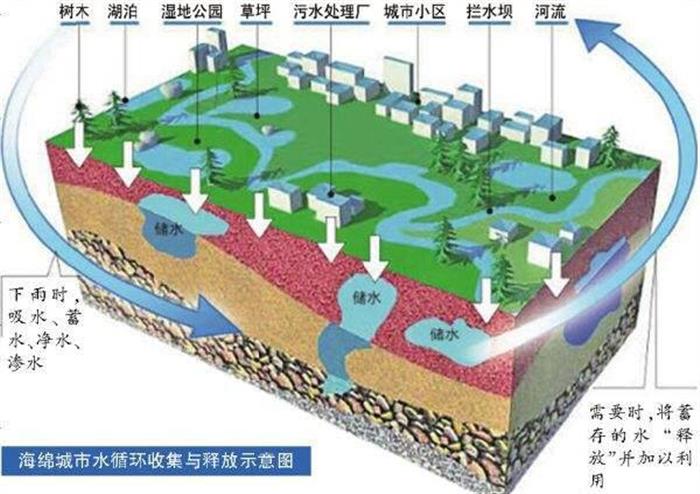 树木 湖泊 湿地公园 草坪 污水处理厂 城市小区 拦水坝 河流
储水
储水
储水
下雨时,
吸水、蓄
水、净水、
渗水
需要时,将蓄
存的水“释
放”并加以利
用
海绵城市水循环收集与释放示意图